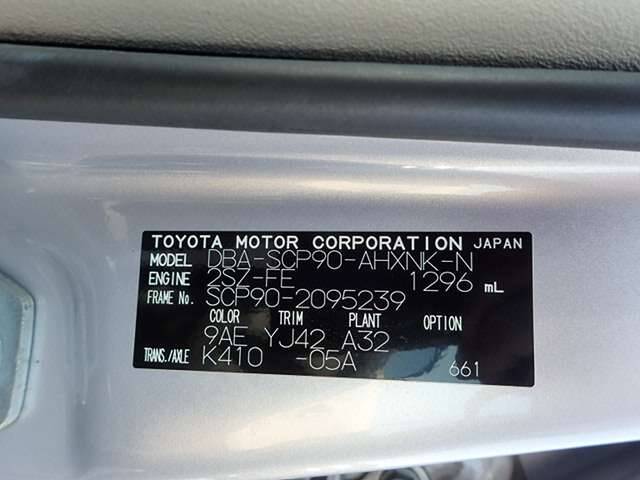 TOYOTA MOTOR CORPORATION JAPAN
MODEL DBA-SCP90-AHXNK-N
ENGINE 2SZ-FE 1296 mL
FRAME No. SCP90-2095239
COLOR TRIM PLANT OPTION
9AE YJ42 A32
TRANS./AXLE K410 -05A 661